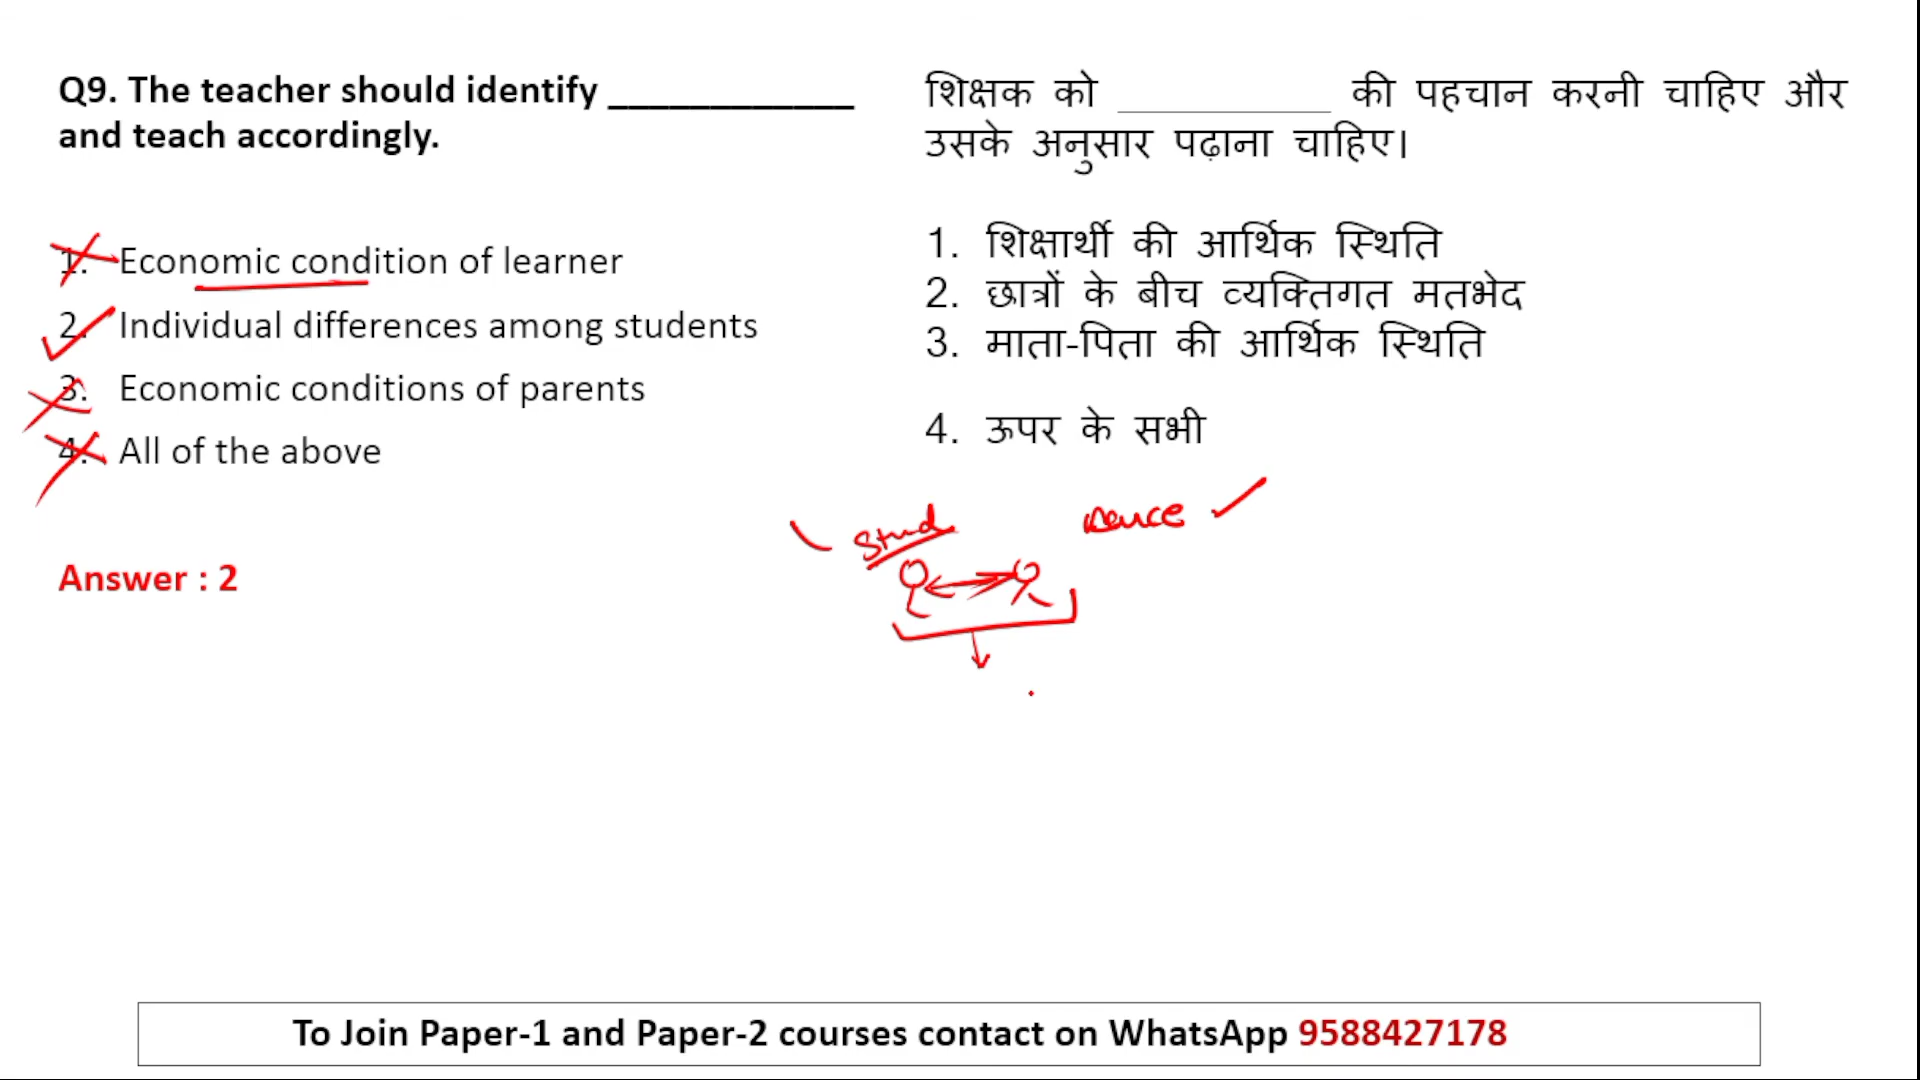 Q9. The teacher should identify ____________
and teach accordingly.
1. Economic condition of learner
2. Individual differences among students
3. Economic conditions of parents
4. All of the above
Answer : 2
शिक्षक को ____________ की पहचान करनी चाहिए और
उसके अनुसार पढ़ाना चाहिए।
1. शिक्षार्थी की आर्थिक स्थिति
2. छात्रों के बीच व्यक्तिगत मतभेद
3. माता-पिता की आर्थिक स्थिति
4. ऊपर के सभी
Stud
To Join Paper-1 and Paper-2 courses contact on WhatsApp 9588427178